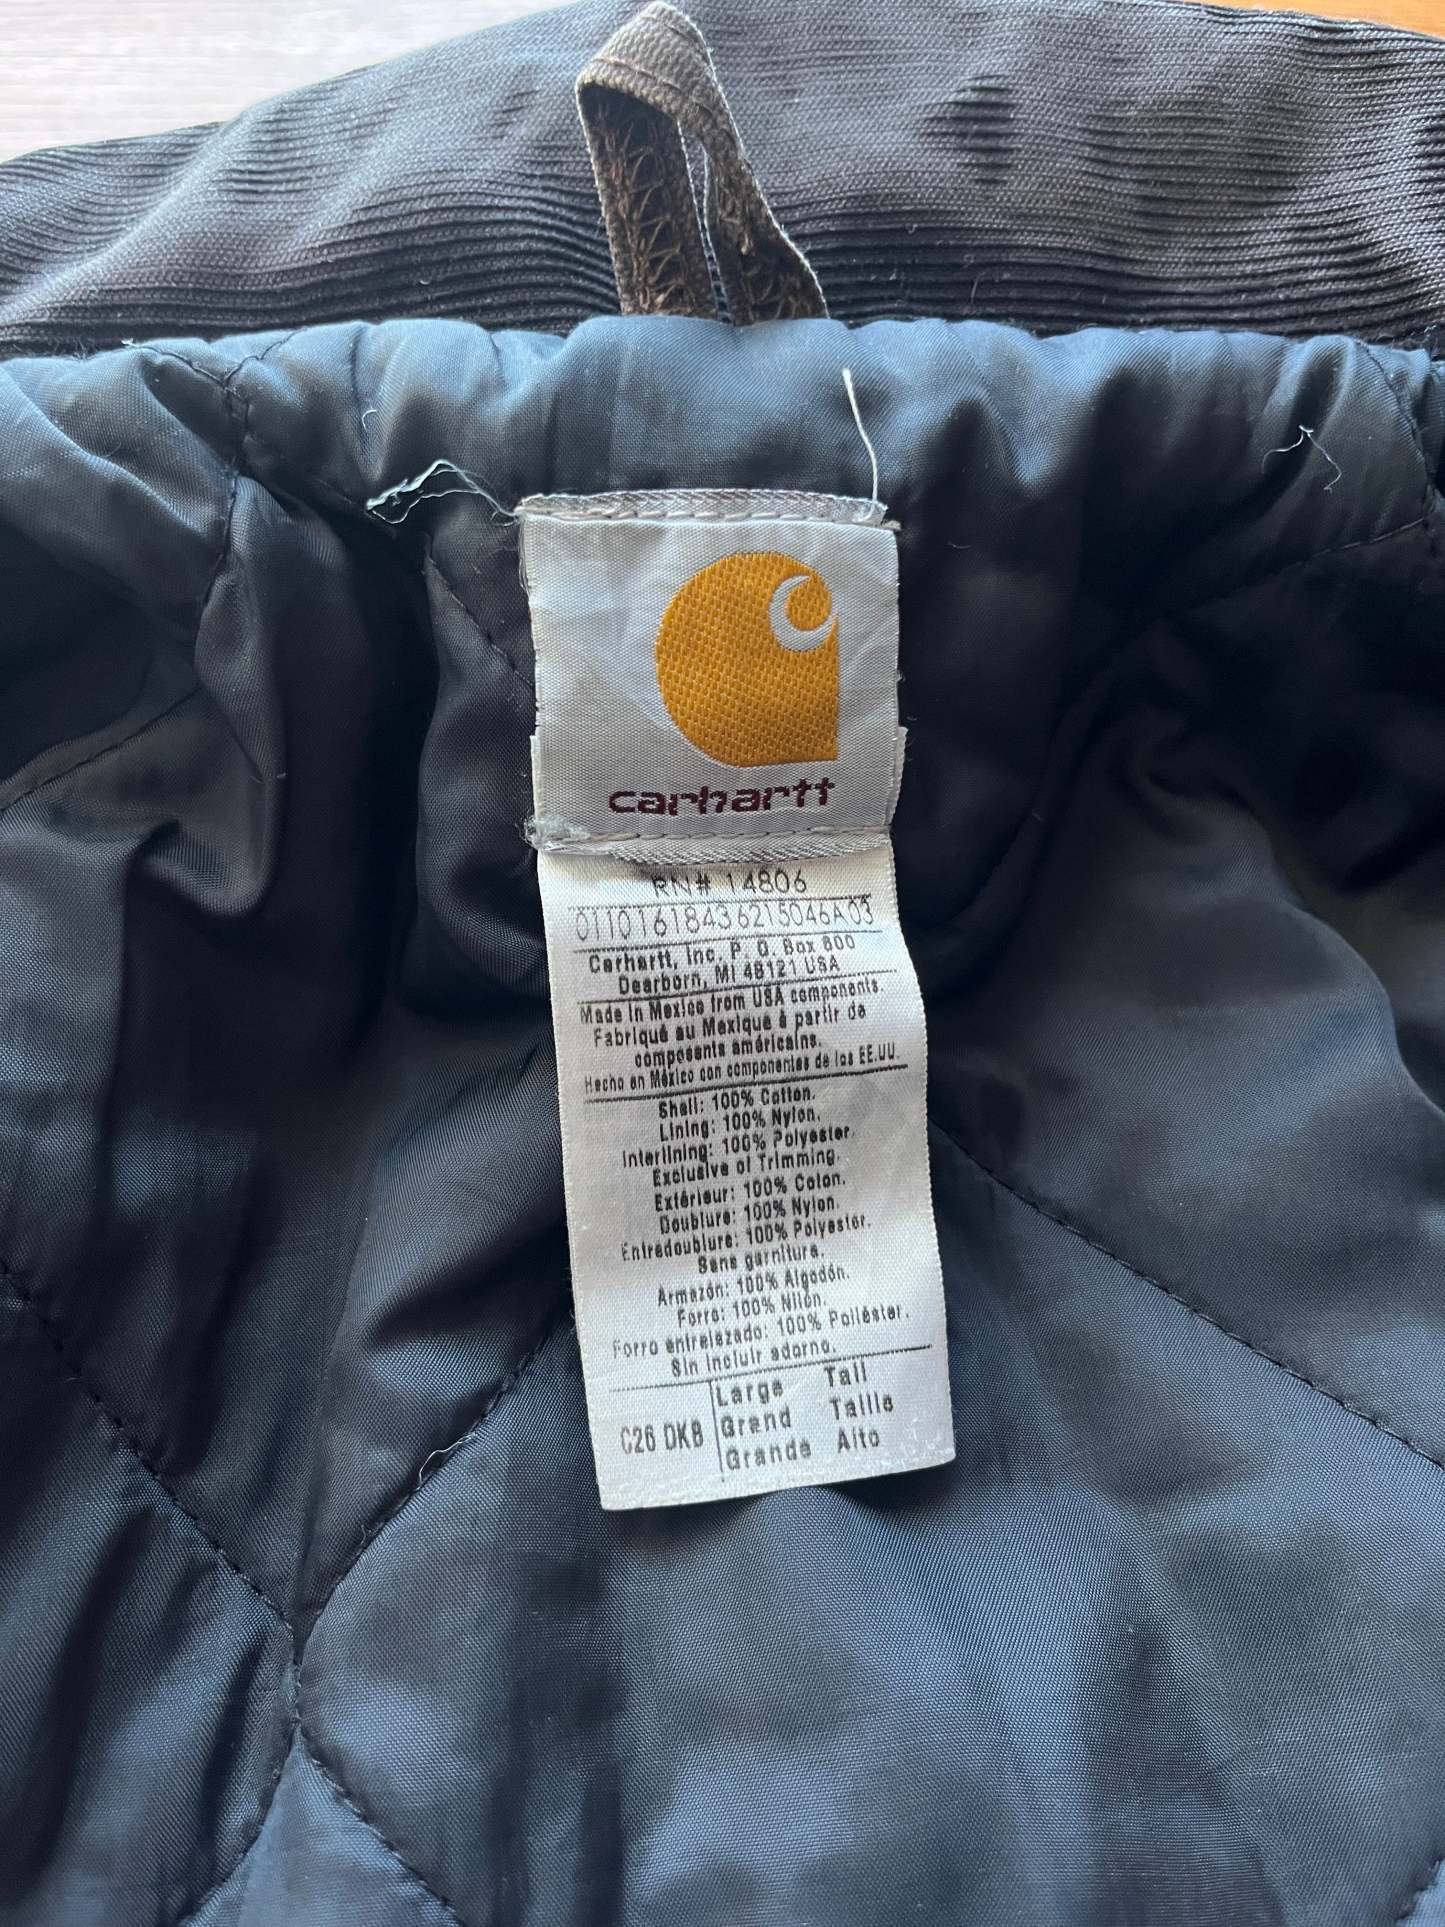 carhartt
RN# 14806
01101618436215046A03
Carhartt, Inc. P. O. Box 600
Dearborn, MI 48121 USA
Made in Mexico from USA components.
Fabriqué au Mexique à partir de
composants américains.
Hecho en México con componentes de los EE.UU.
Shell: 100% Cotton.
Lining: 100% Nylon.
Interlining: 100% Polyester.
Exclusive of Trimming.
Extérieur: 100% Coton.
Doublure: 100% Nylon.
Entredoublure: 100% Polyester.
Sans garniture.
Armazón: 100% Algodón.
Forro: 100% Nilón.
Forro entrelazado: 100% Poliéster.
Sin incluir adorno.
C26 DKB
Large Tall
Grand Taille
Grande Alto